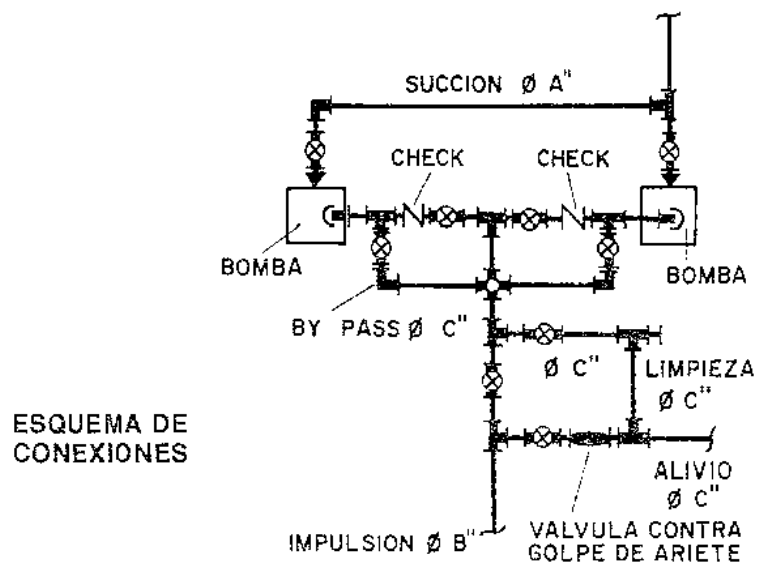 SUCCION Ø A"
CHECK
CHECK
BOMBA
BOMBA
BY PASS Ø C"
Ø C"
LIMPIEZA
Ø C"
ESQUEMA DE
CONEXIONES
ALIVIO
Ø C"
IMPULSION Ø B"
VALVULA CONTRA
GOLPE DE ARIETE